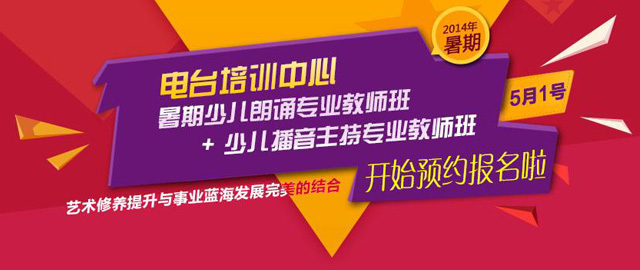 2014年
暑期
电台培训中心
暑期少儿朗诵专业教师班
+ 少儿播音主持专业教师班
5月1号
开始预约报名啦
艺术修养提升与事业蓝海发展完美的结合